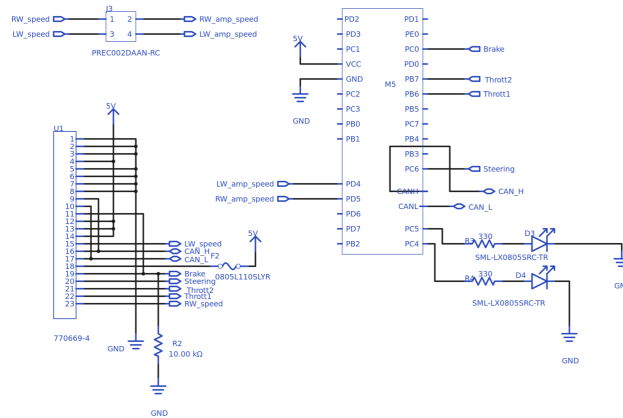 J3
RW_speed 1 2 RW_amp_speed
LW_speed 3 4 LW_amp_speed
PREC002DAAN-RC
5V
U1
1
2
3
4
5
6
7
8
9
10
11
12
13
14
15 LW_speed
16 CAN_H
17 CAN_L
18
19 Brake
20 Steering
21 Thrott2
22 Thrott1
23 RW_speed
770669-4
GND
F2
0805L110SLYR
5V
R2
10.00 kΩ
GND
5V
GND
M5
PD2
PD3
PC1
VCC
GND
PC2
PC3
PB0
PB1
LW_amp_speed PD4
RW_amp_speed PD5
PD6
PD7
PB2
PD1
PE0
PC0 Brake
PD0
PB7 Thrott2
PB6 Thrott1
PB5
PC7
PB4
PB3
PC6 Steering
CANH CAN_H
CANL CAN_L
PC5
PC4
R3 330 D3
SML-LX0805SRC-TR
R4 330 D4
SML-LX0805SRC-TR
GND